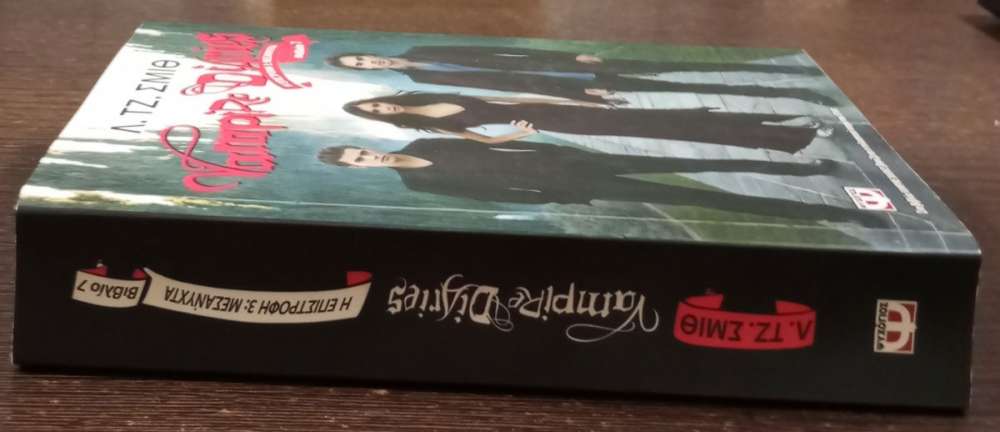 Λ. ΤΖ. ΣΜΙΘ
Vampire Diaries
Λ. ΤΖ. ΣΜΙΘ
Vampire Diaries
Η ΕΠΙΣΤΡΟΦΗ 3: ΜΕΣΑΝΥΧΤΑ
Βιβλίο 7